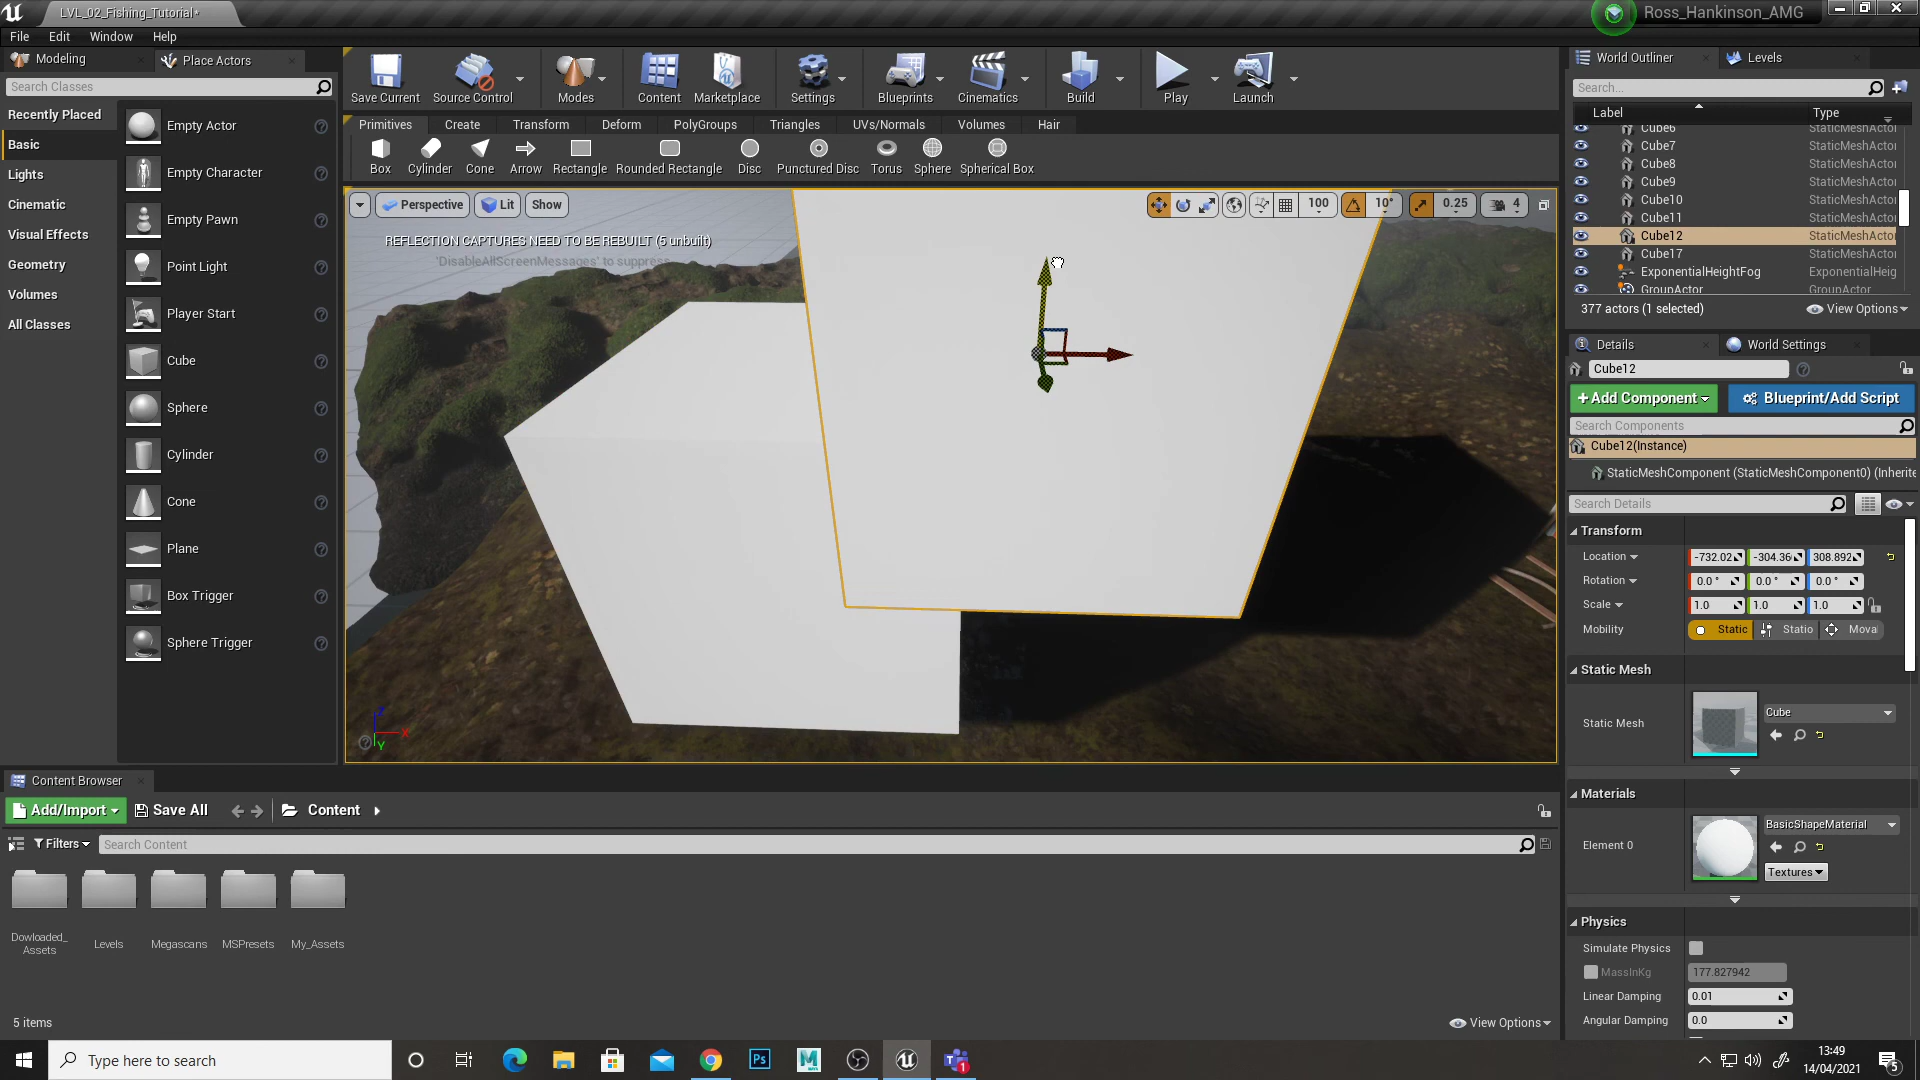 LVL_02_Fishing_Tutorial*
Ross_Hankinson_AMG
File Edit Window Help
Modeling
Place Actors
Search Classes
Recently Placed
Basic
Lights
Cinematic
Visual Effects
Geometry
Volumes
All Classes
Empty Actor
Empty Character
Empty Pawn
Point Light
Player Start
Cube
Sphere
Cylinder
Cone
Plane
Box Trigger
Sphere Trigger
Save Current
Source Control
Modes
Content
Marketplace
Settings
Blueprints
Cinematics
Build
Play
Launch
Primitives Create Transform Deform PolyGroups Triangles UVs/Normals Volumes Hair
Box Cylinder Cone Arrow Rectangle Rounded Rectangle Disc Punctured Disc Torus Sphere Spherical Box
Perspective Lit Show
100 10° 0.25 4
REFLECTION CAPTURES NEED TO BE REBUILT (5 unbuilt)
'DisableAllScreenMessages' to suppress
Z
X
Y
World Outliner
Levels
Search...
Label Type
Cube6 StaticMeshActor
Cube7 StaticMeshActor
Cube8 StaticMeshActor
Cube9 StaticMeshActor
Cube10 StaticMeshActor
Cube11 StaticMeshActor
Cube12 StaticMeshActor
Cube17 StaticMeshActor
ExponentialHeightFog ExponentialHeig
GroupActor GroupActor
377 actors (1 selected) View Options
Details
World Settings
Cube12
+Add Component
Blueprint/Add Script
Search Components
Cube12(Instance)
StaticMeshComponent (StaticMeshComponent0) (Inherite
Search Details
Transform
Location -732.02 -304.36 308.892
Rotation 0.0 ° 0.0 ° 0.0 °
Scale 1.0 1.0 1.0
Mobility Static Statio Mova
Static Mesh
Static Mesh
Cube
Materials
Element 0
BasicShapeMaterial
Textures
Physics
Simulate Physics
MassInKg 177.827942
Linear Damping 0.01
Angular Damping 0.0
Content Browser
Add/Import
Save All
Content
Filters
Search Content
Dowloaded_
Assets
Levels
Megascans
MSPresets
My_Assets
5 items
View Options
Type here to search
Ps
M
1
13:49
14/04/2021
5